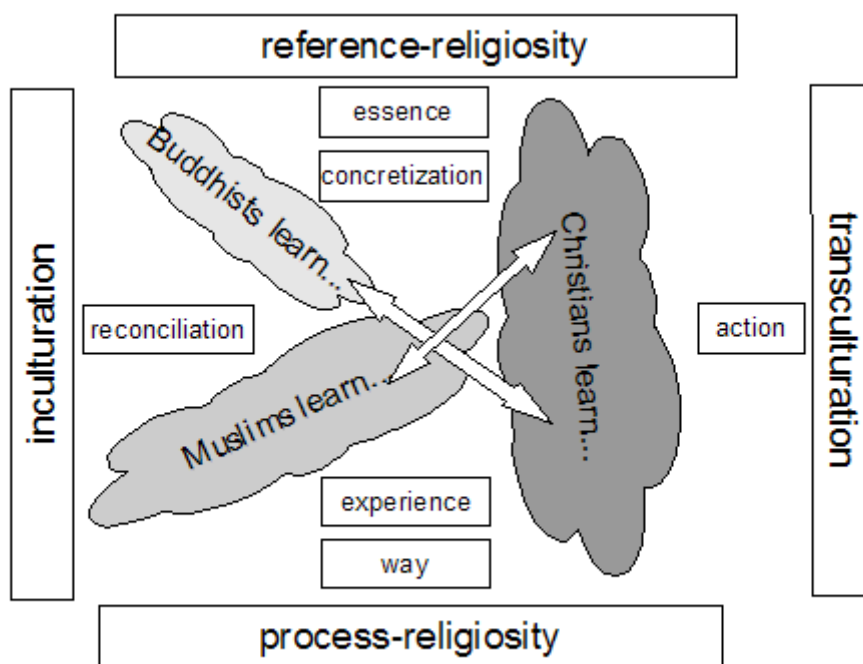 reference-religiosity
essence
concretization
Buddhists learn...
Christians learn...
inculturation
transculturation
reconciliation
action
Muslims learn...
experience
way
process-religiosity